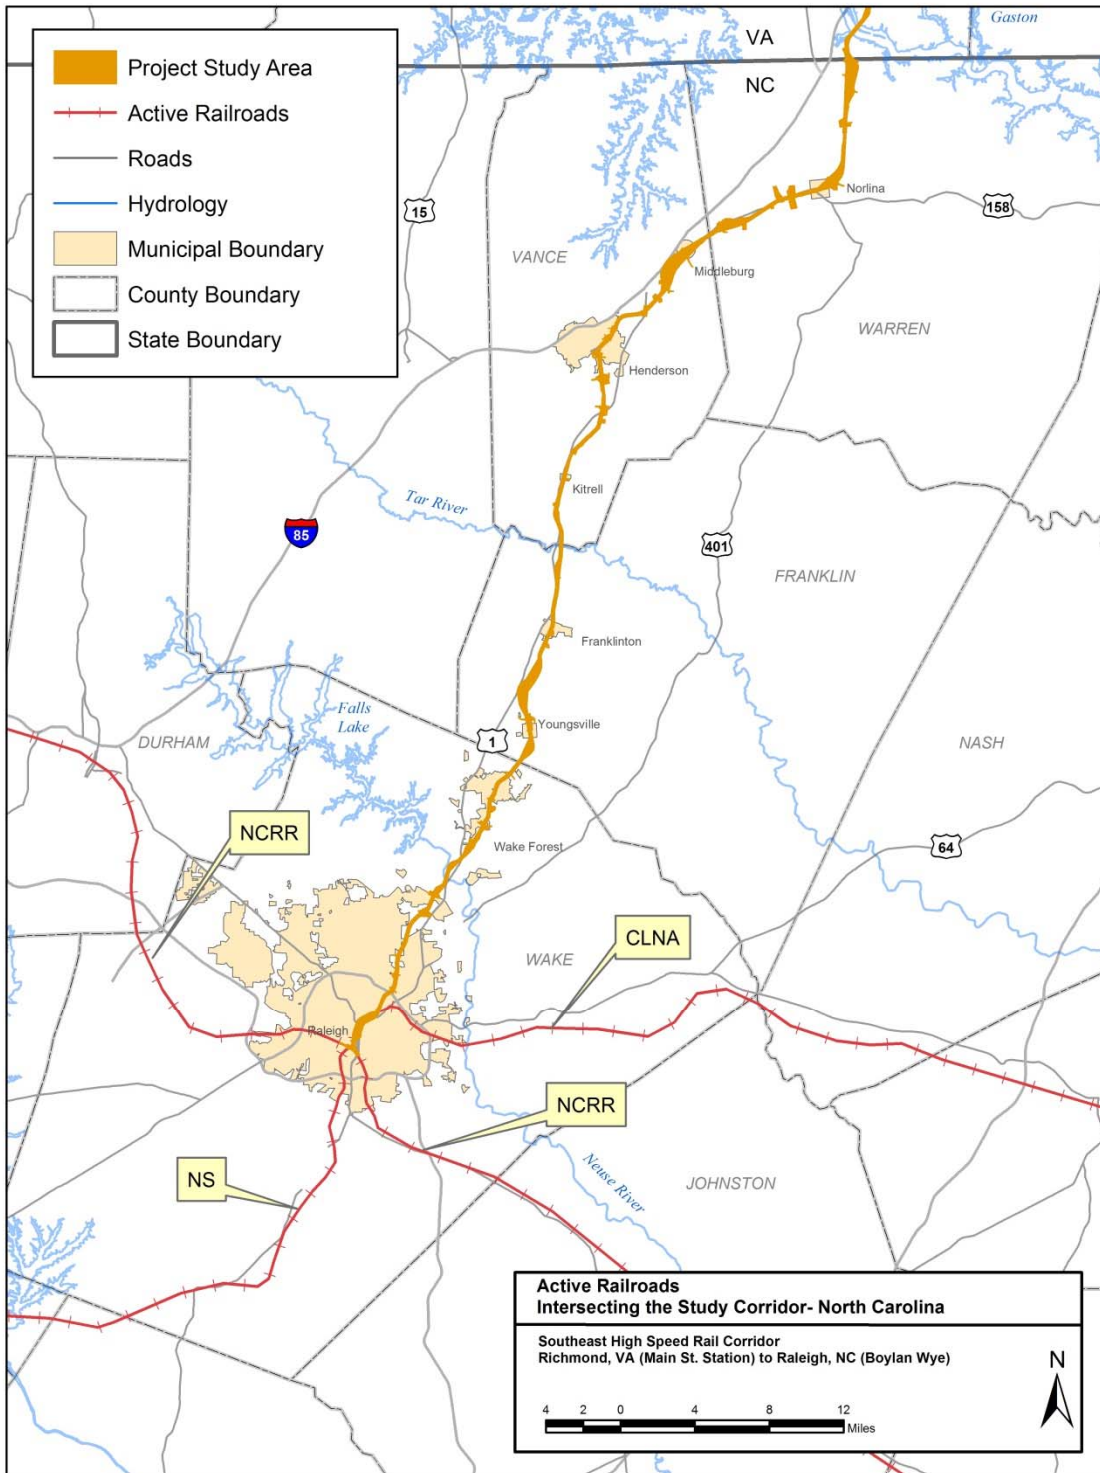 Gaston
VA
NC
Project Study Area
Active Railroads
Roads
Hydrology
Municipal Boundary
County Boundary
State Boundary
15
158
Norlina
VANCE
Middleburg
WARREN
Henderson
Kitrell
Tar River
85
401
FRANKLIN
Franklinton
Falls
Lake
Youngsville
1
DURHAM
NASH
NCRR
Wake Forest
64
CLNA
WAKE
Raleigh
NCRR
NS
Neuse River
JOHNSTON
Active Railroads
Intersecting the Study Corridor- North Carolina
Southeast High Speed Rail Corridor
Richmond, VA (Main St. Station) to Raleigh, NC (Boylan Wye)
N
4 2 0 4 8 12
Miles